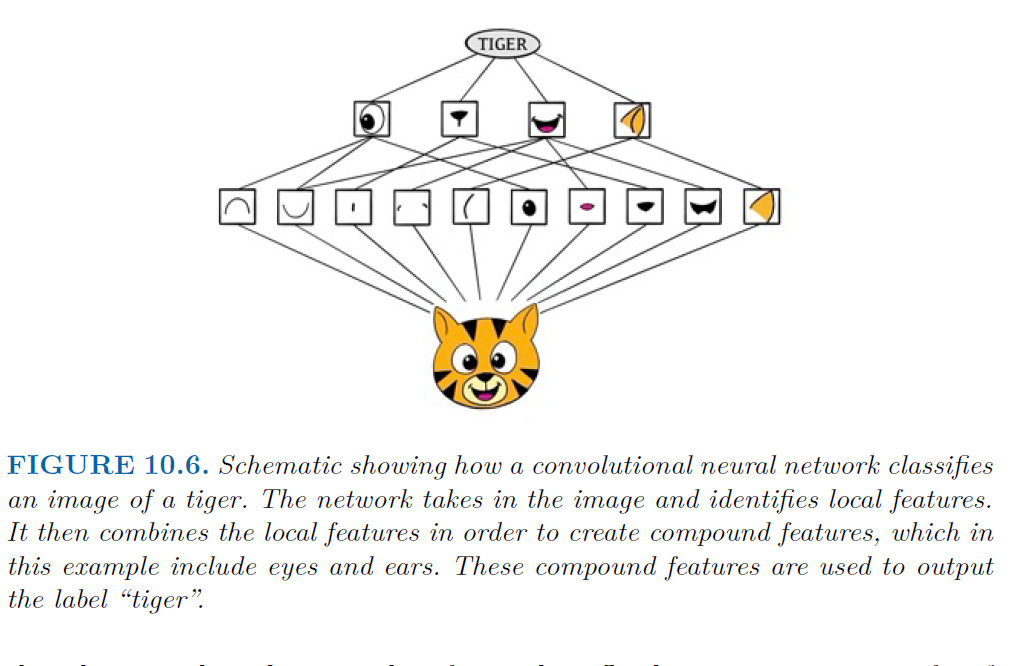 TIGER
FIGURE 10.6. Schematic showing how a convolutional neural network classifies
an image of a tiger. The network takes in the image and identifies local features.
It then combines the local features in order to create compound features, which in
this example include eyes and ears. These compound features are used to output
the label “tiger”.